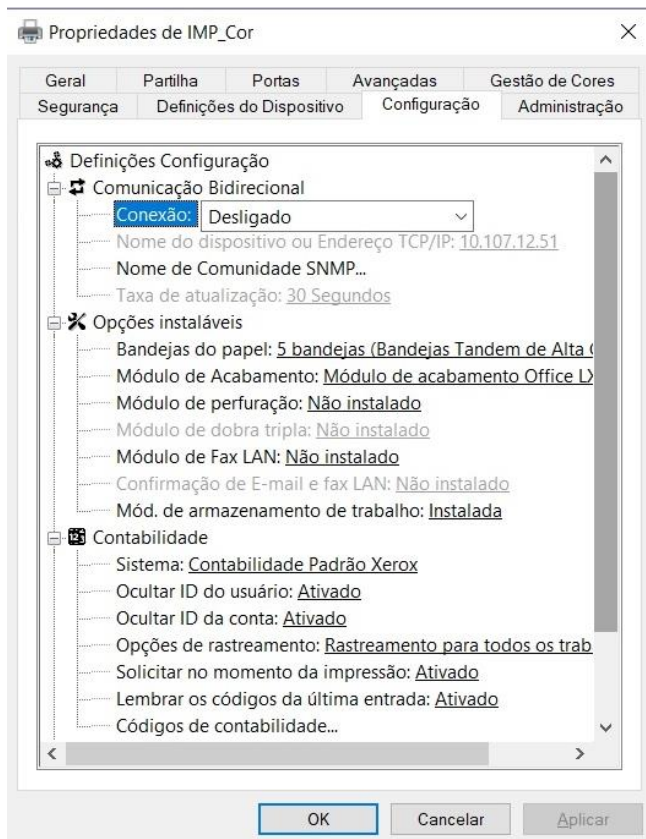 Propriedades de IMP_Cor
Geral Partilha Portas Avançadas Gestão de Cores
Segurança Definições do Dispositivo Configuração Administração
Definições Configuração
Comunicação Bidirecional
Conexão: Desligado
Nome do dispositivo ou Endereço TCP/IP: 10.107.12.51
Nome de Comunidade SNMP...
Taxa de atualização: 30 Segundos
Opções instaláveis
Bandejas do papel: 5 bandejas (Bandejas Tandem de Alta
Módulo de Acabamento: Módulo de acabamento Office LX
Módulo de perfuração: Não instalado
Módulo de dobra tripla: Não instalado
Módulo de Fax LAN: Não instalado
Confirmação de E-mail e fax LAN: Não instalado
Mód. de armazenamento de trabalho: Instalada
Contabilidade
Sistema: Contabilidade Padrão Xerox
Ocultar ID do usuário: Ativado
Ocultar ID da conta: Ativado
Opções de rastreamento: Rastreamento para todos os trab
Solicitar no momento da impressão: Ativado
Lembrar os códigos da última entrada: Ativado
Códigos de contabilidade...
OK Cancelar Aplicar